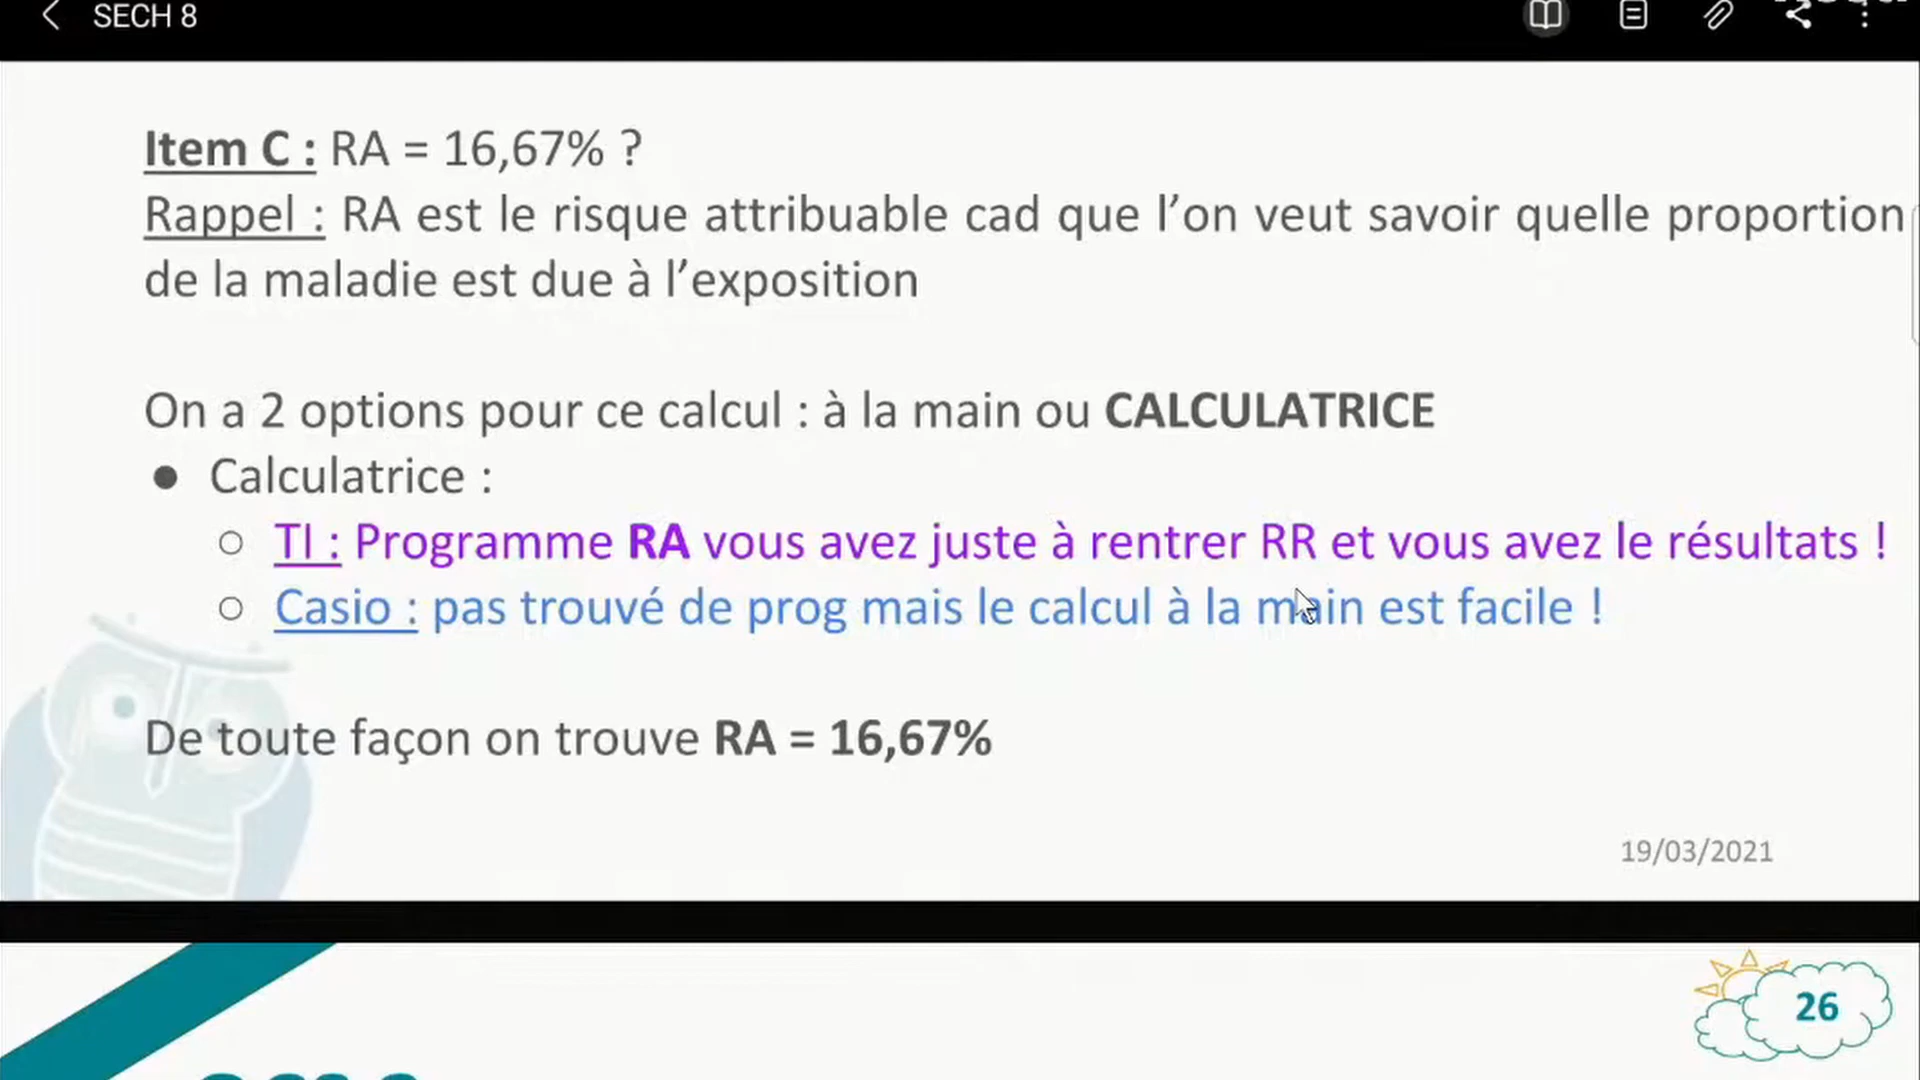 SECH 8
Item C : RA = 16,67% ?
Rappel : RA est le risque attribuable cad que l’on veut savoir quelle proportion
de la maladie est due à l’exposition
On a 2 options pour ce calcul : à la main ou CALCULATRICE
● Calculatrice :
○ TI : Programme RA vous avez juste à rentrer RR et vous avez le résultats !
○ Casio : pas trouvé de prog mais le calcul à la main est facile !
De toute façon on trouve RA = 16,67%
19/03/2021
26